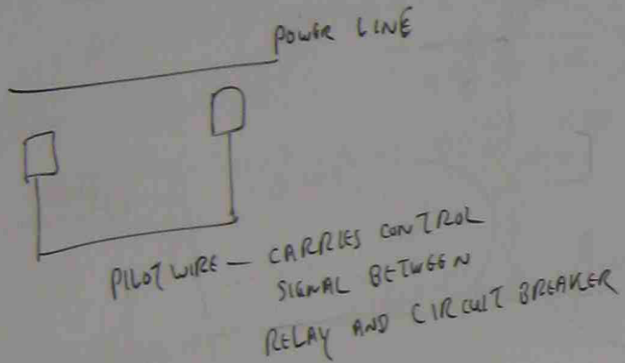 POWER LINE
PILOT WIRE — CARRIES CONTROL
SIGNAL BETWEEN
RELAY AND CIRCUIT BREAKER